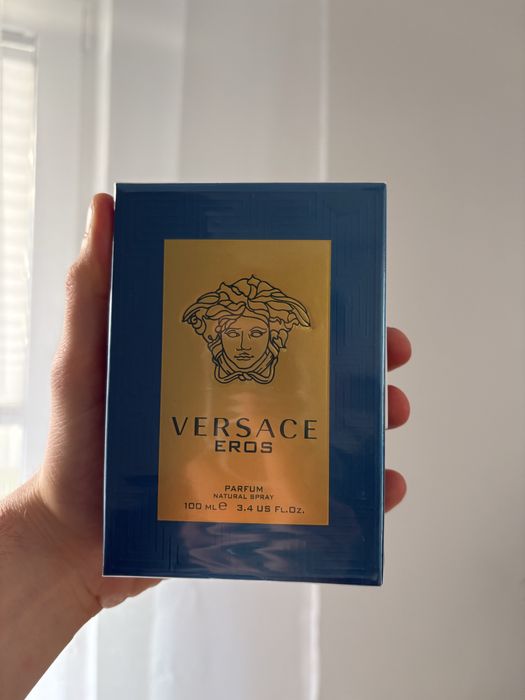 VERSACE
EROS
PARFUM
NATURAL SPRAY
100 ML ℮ 3.4 US FL.OZ.